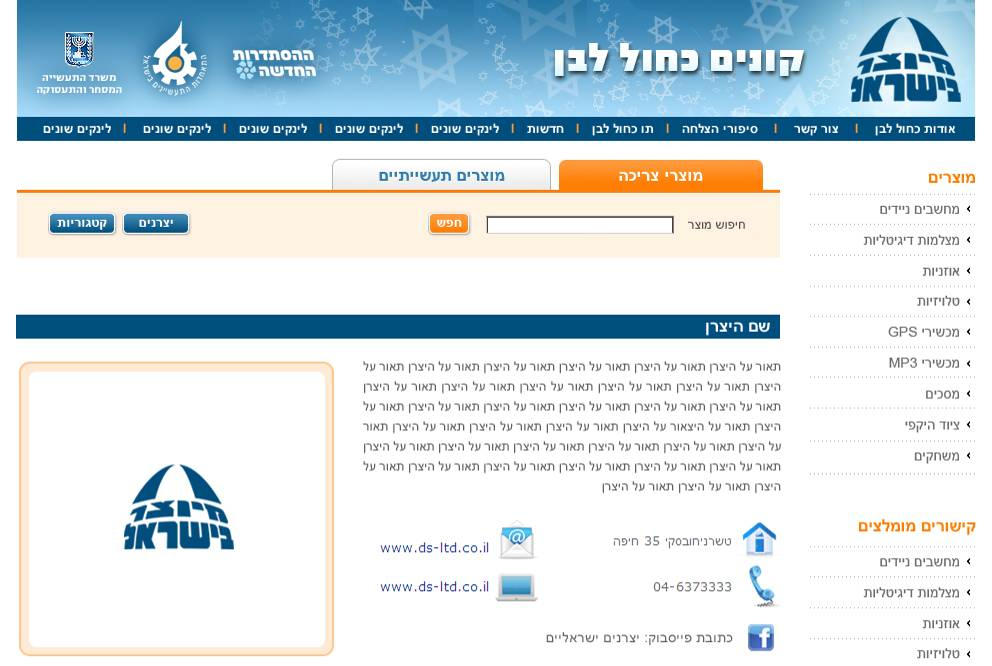 מיוצר
בישראל
קונים כחול לבן
ההסתדרות
החדשה
התאחדות התעשיינים בישראל
משרד התעשייה
המסחר והתעסוקה
אודות כחול לבן | צור קשר | סיפורי הצלחה | תו כחול לבן | חדשות | לינקים שונים | לינקים שונים | לינקים שונים | לינקים שונים | לינקים שונים
מוצרי צריכה
מוצרים תעשייתיים
חיפוש מוצר
חפש
יצרנים
קטגוריות
מוצרים
מחשבים ניידים
מצלמות דיגיטליות
אוזניות
טלויזיות
מכשירי GPS
מכשירי MP3
מסכים
ציוד היקפי
משחקים
קישורים מומלצים
מחשבים ניידים
מצלמות דיגיטליות
אוזניות
טלויזיות
שם היצרן
תאור על היצרן תאור על היצרן תאור על היצרן תאור על היצרן תאור על היצרן תאור על
היצרן תאור על היצרן תאור על היצרן תאור על היצרן תאור על היצרן תאור על היצרן
תאור על היצרן תאור על היצרן תאור על היצרן תאור על היצרן תאור על היצרן תאור על
היצרן תאור על היצאור על היצרן תאור על היצרן תאור על היצרן תאור על היצרן תאור
על היצרן תאור על היצרן תאור על היצרן תאור על היצרן תאור על היצרן תאור על היצרן
תאור על היצרן תאור על היצרן תאור על היצרן תאור על היצרן תאור על היצרן תאור על
היצרן תאור על היצרן תאור על היצרן
טשרניחובסקי 35 חיפה
www.ds-ltd.co.il
04-6373333
www.ds-ltd.co.il
כתובת פייסבוק: יצרנים ישראליים
מיוצר
בישראל